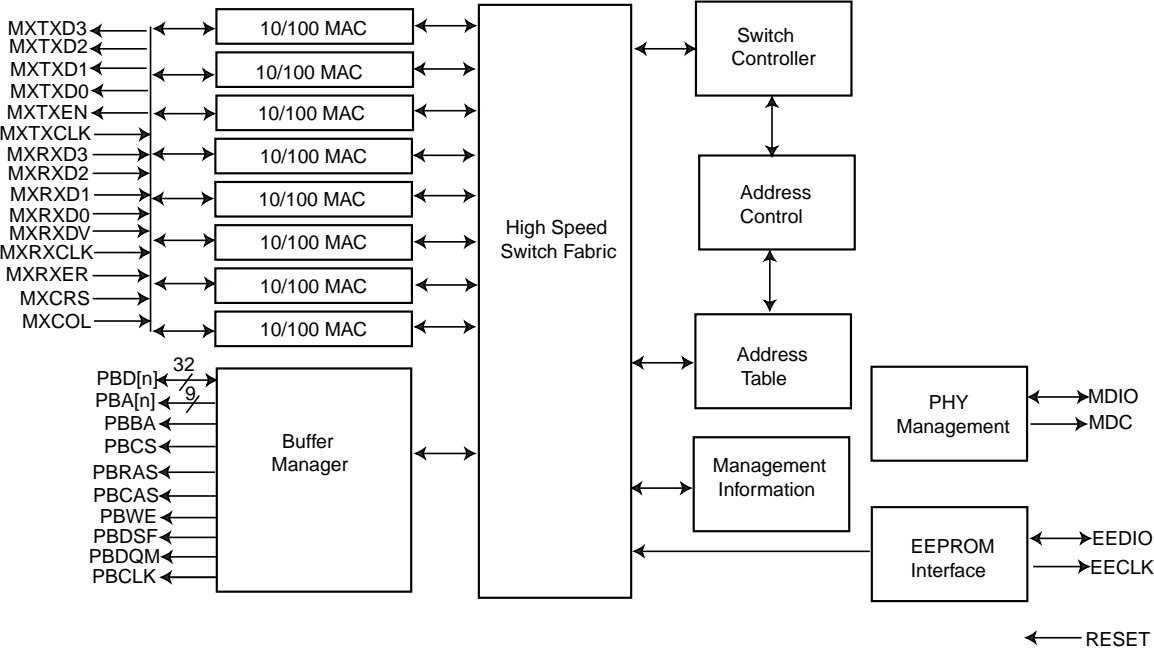 MXTXD3
MXTXD2
MXTXD1
MXTXD0
MXTXEN
MXTXCLK
MXRXD3
MXRXD2
MXRXD1
MXRXD0
MXRXDV
MXRXCLK
MXRXER
MXCRS
MXCOL
10/100 MAC
10/100 MAC
10/100 MAC
10/100 MAC
10/100 MAC
10/100 MAC
10/100 MAC
10/100 MAC
PBD[n]
32
PBA[n]
9
PBBA
PBCS
PBRAS
PBCAS
PBWE
PBDSF
PBDQM
PBCLK
Buffer
Manager
High Speed
Switch Fabric
Switch
Controller
Address
Control
Address
Table
Management
Information
PHY
Management
MDIO
MDC
EEPROM
Interface
EEDIO
EECLK
RESET